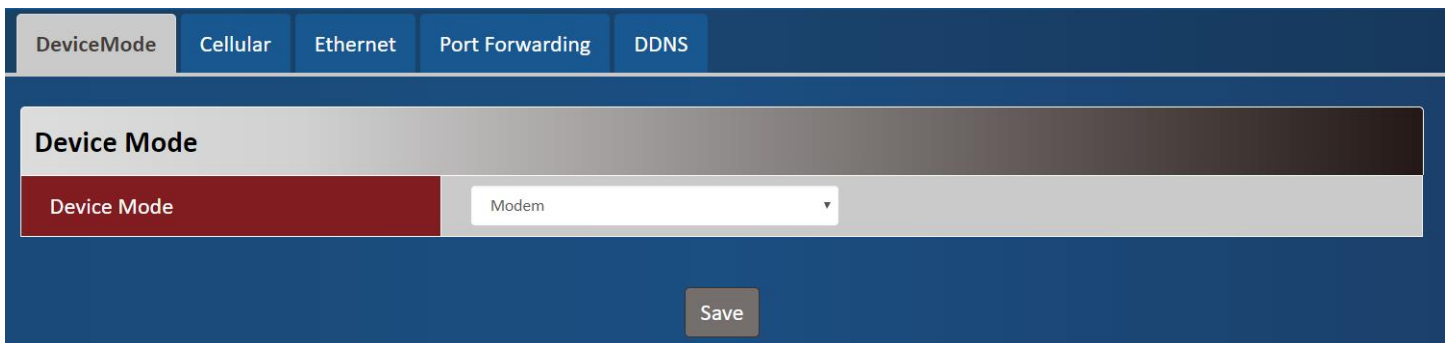 DeviceMode Cellular Ethernet Port Forwarding DDNS
Device Mode
Device Mode Modem
Save